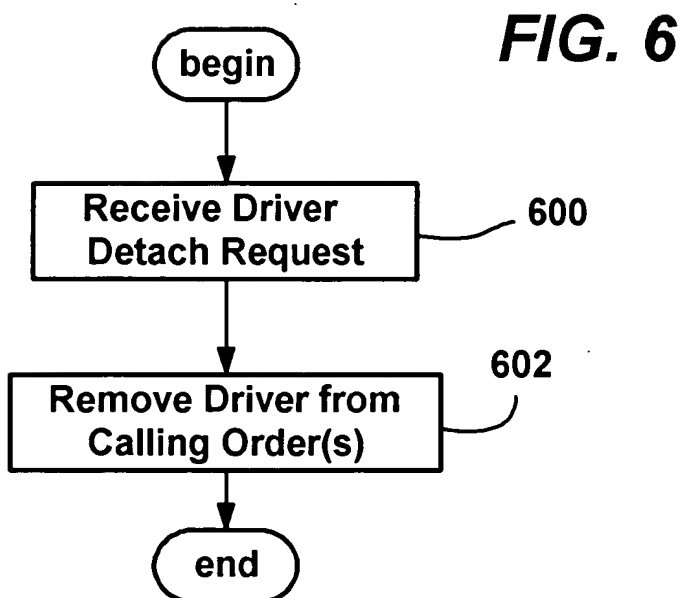 FIG. 6
begin
Receive Driver
Detach Request
600
602
Remove Driver from
Calling Order(s)
end